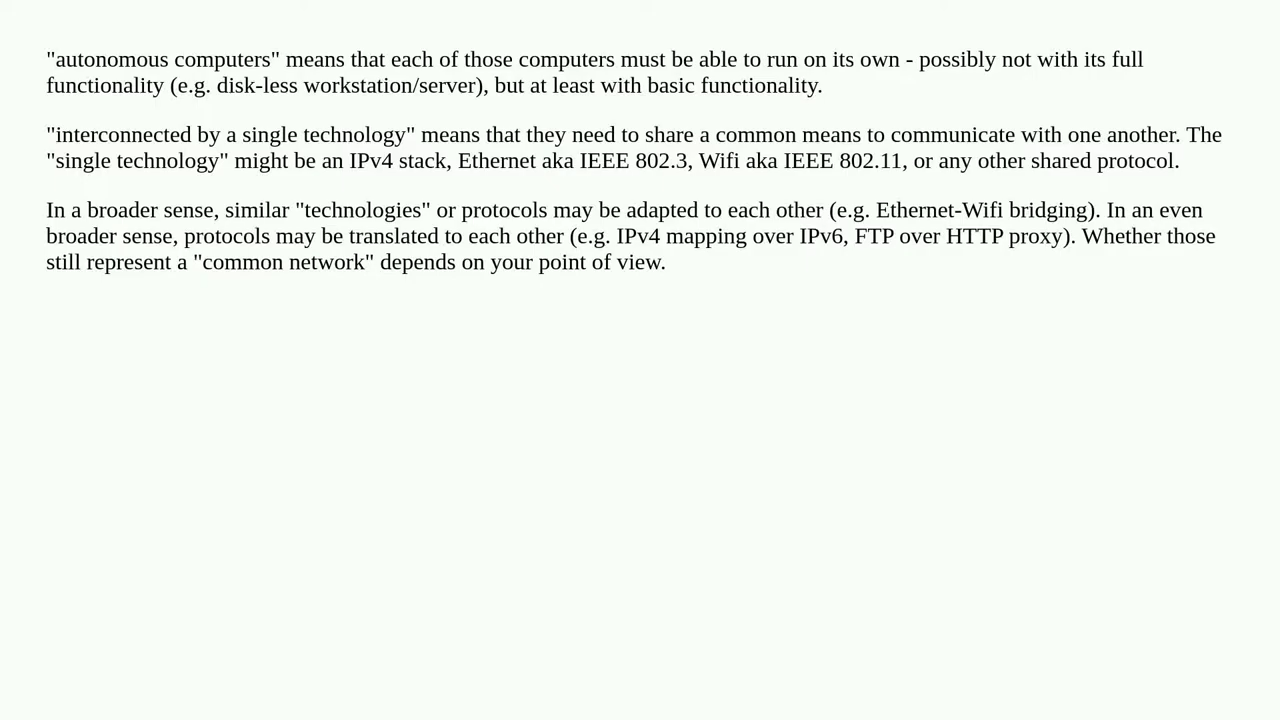 "autonomous computers" means that each of those computers must be able to run on its own - possibly not with its full
functionality (e.g. disk-less workstation/server), but at least with basic functionality.
"interconnected by a single technology" means that they need to share a common means to communicate with one another. The
"single technology" might be an IPv4 stack, Ethernet aka IEEE 802.3, Wifi aka IEEE 802.11, or any other shared protocol.
In a broader sense, similar "technologies" or protocols may be adapted to each other (e.g. Ethernet-Wifi bridging). In an even
broader sense, protocols may be translated to each other (e.g. IPv4 mapping over IPv6, FTP over HTTP proxy). Whether those
still represent a "common network" depends on your point of view.